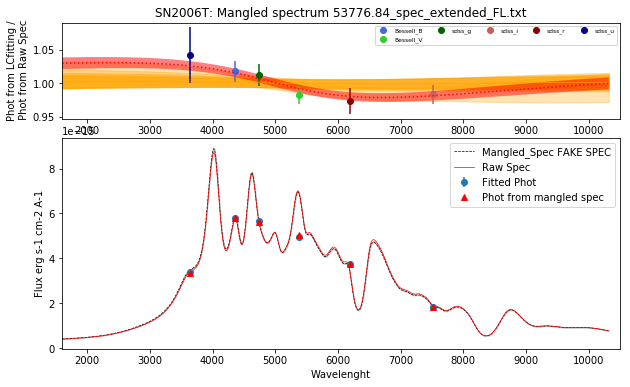 SN2006T: Mangled spectrum 53776.84_spec_extended_FL.txt
Phot from LCfitting /
Phot from Raw Spec
1.05
1.00
0.95
Bessell_B
Bessell_V
sdss_g
sdss_i
sdss_r
sdss_u
2000 3000 4000 5000 6000 7000 8000 9000 10000
1e−15
Flux erg s-1 cm-2 A-1
8
6
4
2
0
Mangled_Spec FAKE SPEC
Raw Spec
Fitted Phot
Phot from mangled spec
2000 3000 4000 5000 6000 7000 8000 9000 10000
Wavelenght